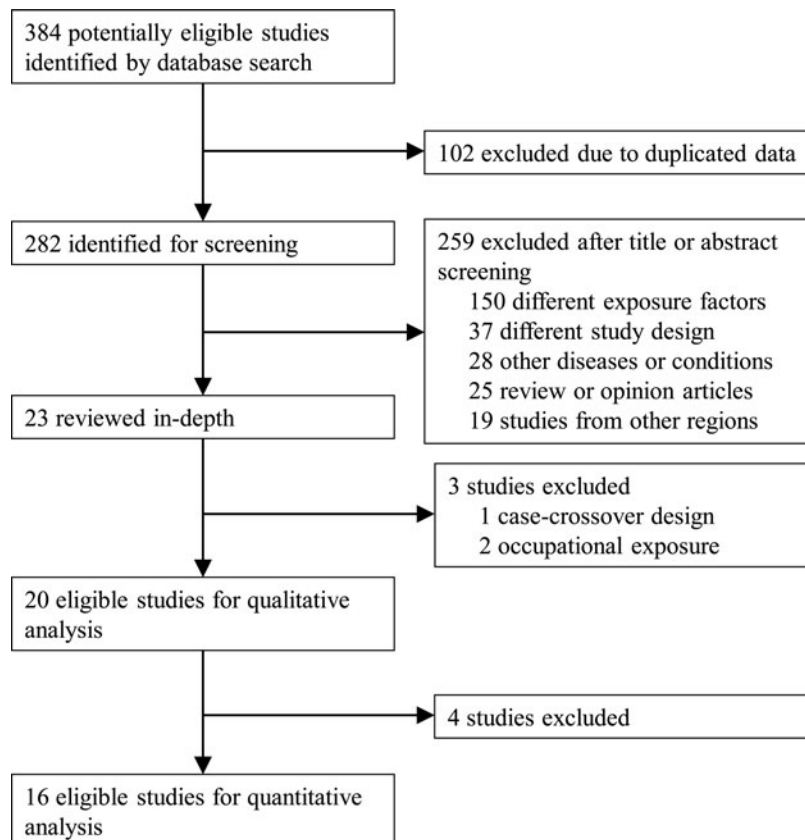 384 potentially eligible studies
identified by database search
102 excluded due to duplicated data
282 identified for screening
259 excluded after title or abstract
screening
150 different exposure factors
37 different study design
28 other diseases or conditions
25 review or opinion articles
19 studies from other regions
23 reviewed in-depth
3 studies excluded
1 case-crossover design
2 occupational exposure
20 eligible studies for qualitative
analysis
4 studies excluded
16 eligible studies for quantitative
analysis